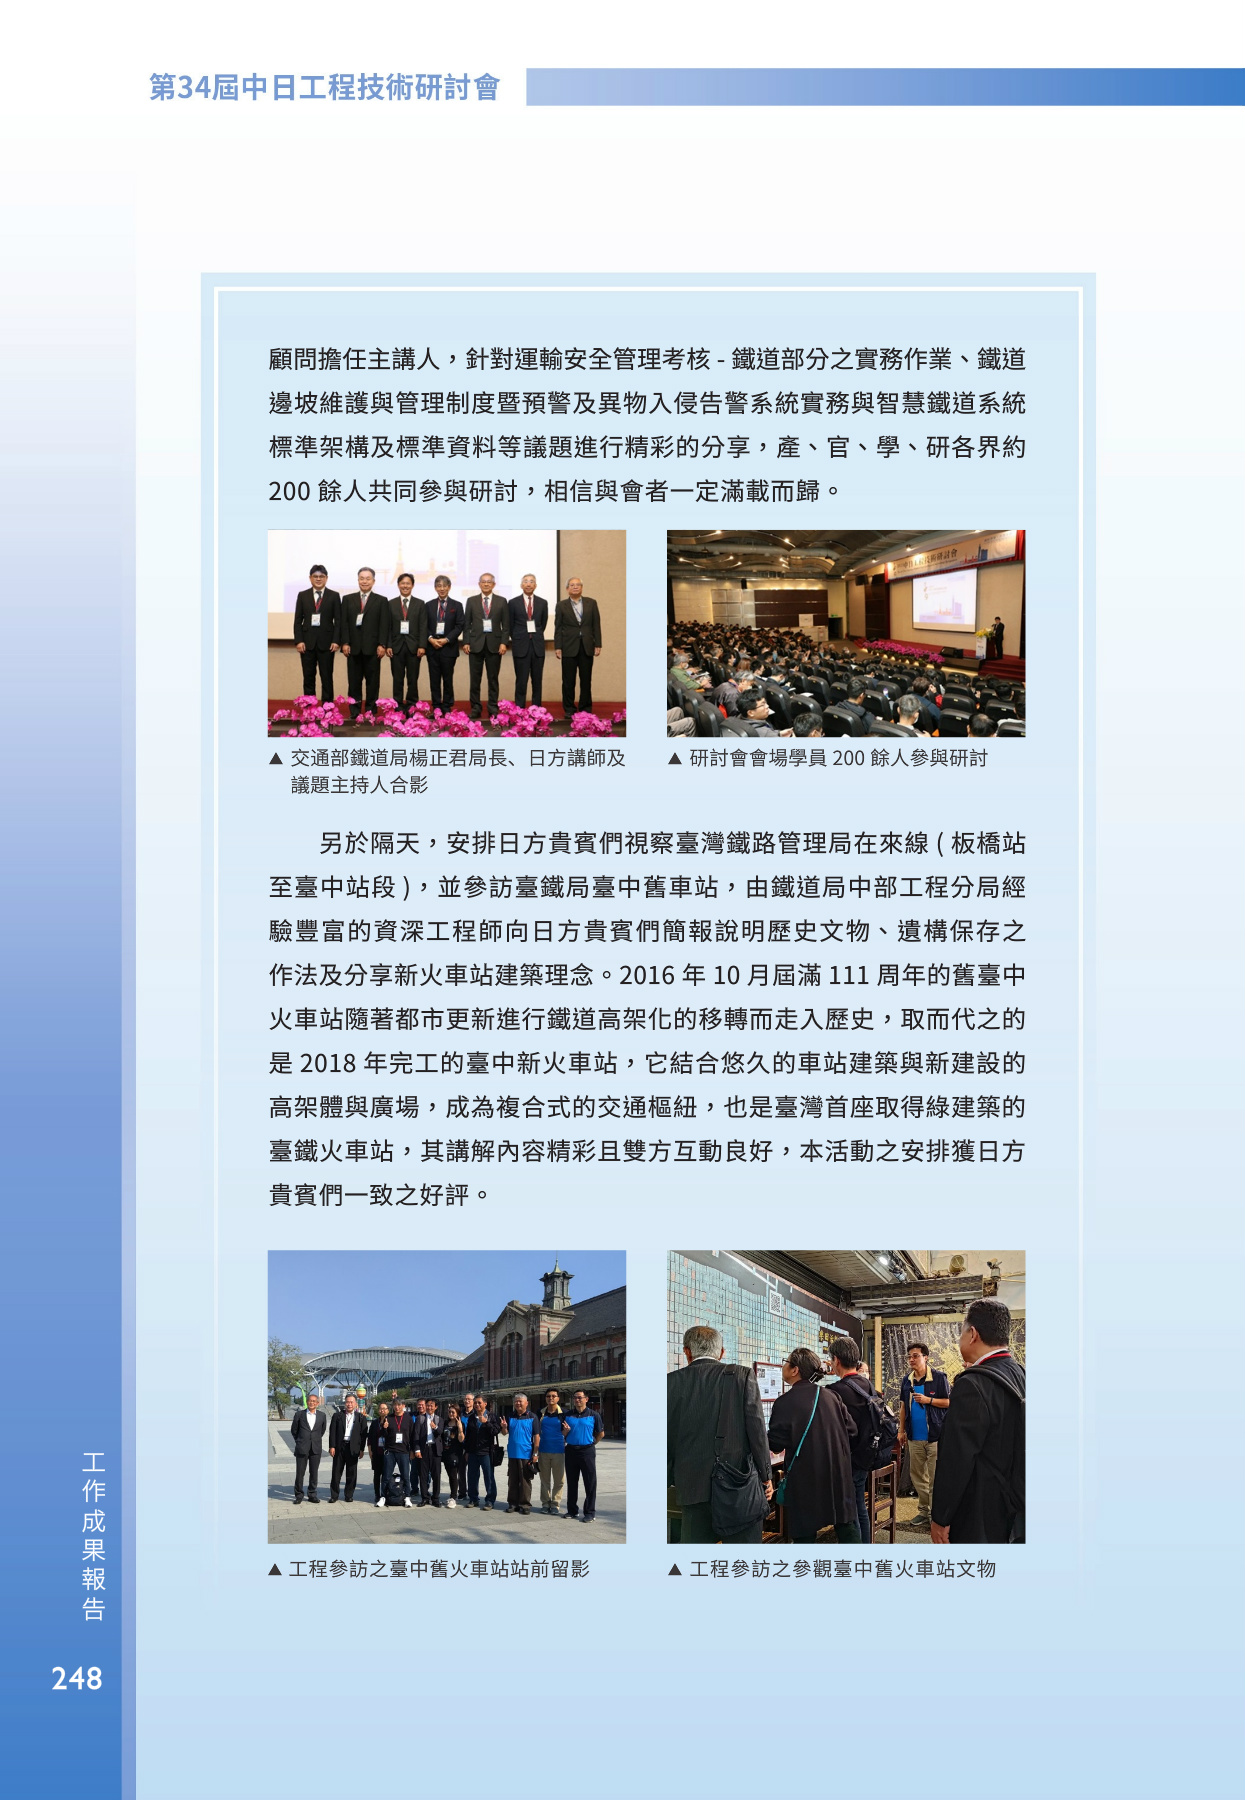 第34屆中日工程技術研討會
顧問擔任主講人，針對運輸安全管理考核 - 鐵道部分之實務作業、鐵道
邊坡維護與管理制度暨預警及異物入侵告警系統實務與智慧鐵道系統
標準架構及標準資料等議題進行精彩的分享，產、官、學、研各界約
200 餘人共同參與研討，相信與會者一定滿載而歸。
▲ 交通部鐵道局楊正君局長、日方講師及
議題主持人合影
▲ 研討會會場學員 200 餘人參與研討
另於隔天，安排日方貴賓們視察臺灣鐵路管理局在來線 ( 板橋站
至臺中站段 )，並參訪臺鐵局臺中舊車站，由鐵道局中部工程分局經
驗豐富的資深工程師向日方貴賓們簡報說明歷史文物、遺構保存之
作法及分享新火車站建築理念。2016 年 10 月屆滿 111 周年的舊臺中
火車站隨著都市更新進行鐵道高架化的移轉而走入歷史，取而代之的
是 2018 年完工的臺中新火車站，它結合悠久的車站建築與新建設的
高架體與廣場，成為複合式的交通樞紐，也是臺灣首座取得綠建築的
臺鐵火車站，其講解內容精彩且雙方互動良好，本活動之安排獲日方
貴賓們一致之好評。
▲ 工程參訪之臺中舊火車站站前留影
▲ 工程參訪之參觀臺中舊火車站文物
工作成果報告
248